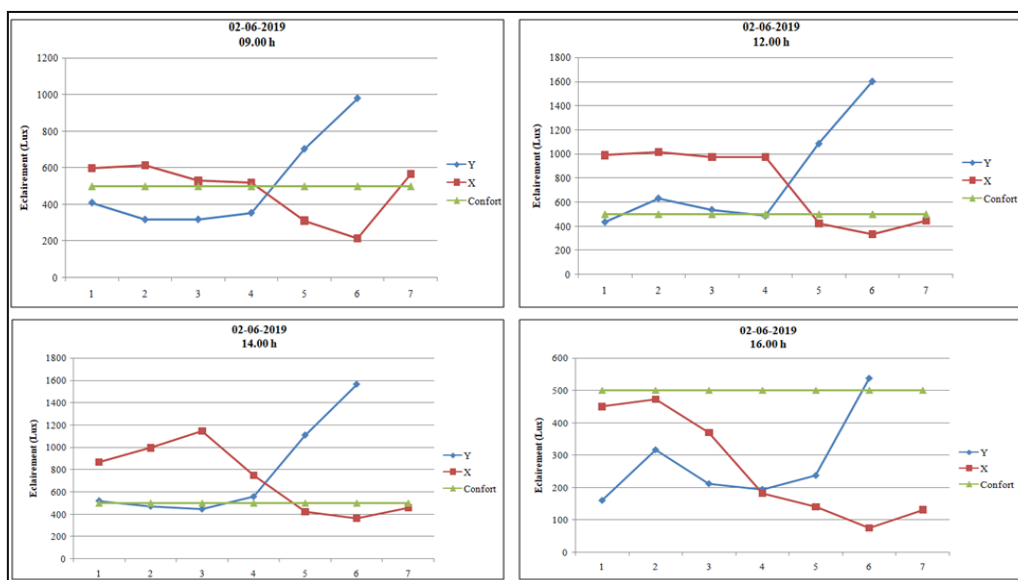 02-06-2019
09.00 h
Eclairement (Lux)
1200
1000
800
600
400
200
0
1 2 3 4 5 6 7
Y
X
Confort
02-06-2019
12.00 h
Eclairement (Lux)
1800
1600
1400
1200
1000
800
600
400
200
0
1 2 3 4 5 6 7
Y
X
Confort
02-06-2019
14.00 h
Eclairement (Lux)
1800
1600
1400
1200
1000
800
600
400
200
0
1 2 3 4 5 6 7
Y
X
Confort
02-06-2019
16.00 h
Eclairement (Lux)
600
500
400
300
200
100
0
1 2 3 4 5 6 7
Y
X
Confort